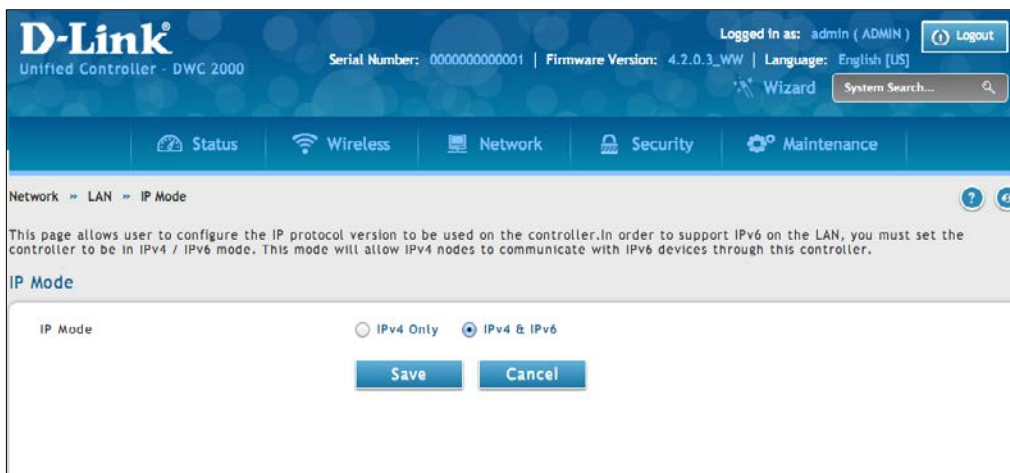 D-Link®
Unified Controller - DWC 2000
Logged in as: admin ( ADMIN )
Logout
Serial Number: 0000000000001 | Firmware Version: 4.2.0.3_WW | Language: English [US]
Wizard
System Search...
Status
Wireless
Network
Security
Maintenance
Network » LAN » IP Mode
?
This page allows user to configure the IP protocol version to be used on the controller.In order to support IPv6 on the LAN, you must set the
controller to be in IPv4 / IPv6 mode. This mode will allow IPv4 nodes to communicate with IPv6 devices through this controller.
IP Mode
IP Mode
IPv4 Only
IPv4 & IPv6
Save
Cancel